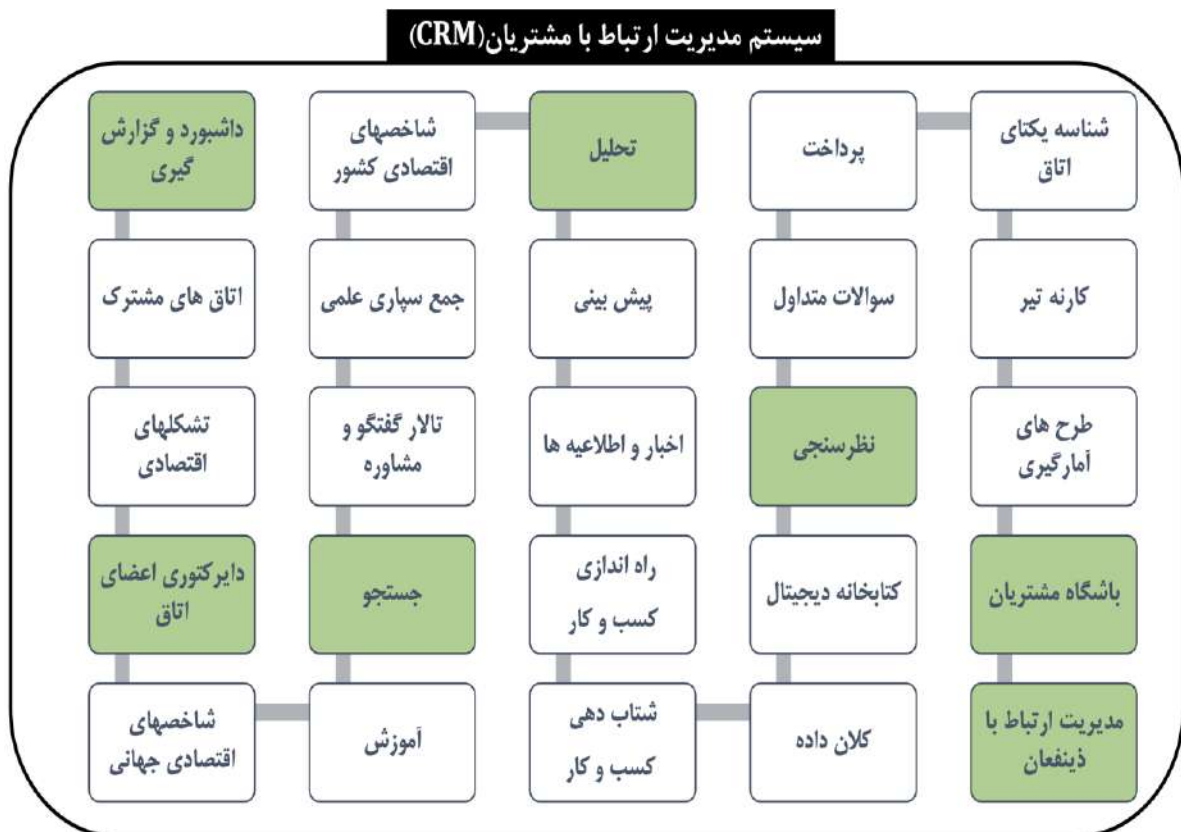 سیستم مدیریت ارتباط با مشتریان(CRM)
شناسه یکتای
اتاق
پرداخت
تحلیل
شاخصهای
اقتصادی کشور
داشبورد و گزارش
گیری
کارنه تیر
سوالات متداول
پیش بینی
جمع سپاری علمی
اتاق های مشترک
طرح های
آمارگیری
نظرسنجی
اخبار و اطلاعیه ها
تالار گفتگو و
مشاوره
تشکلهای
اقتصادی
باشگاه مشتریان
کتابخانه دیجیتال
راه اندازی
کسب و کار
جستجو
دایرکتوری اعضای
اتاق
مدیریت ارتباط با
ذینفعان
کلان داده
شتاب دهی
کسب و کار
آموزش
شاخصهای
اقتصادی جهانی